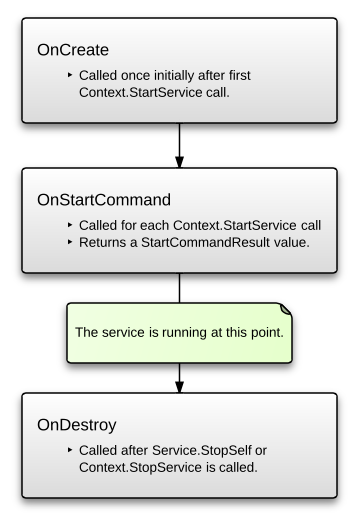 OnCreate
‣ Called once initially after first
Context.StartService call.
OnStartCommand
‣ Called for each Context.StartService call
‣ Returns a StartCommandResult value.
The service is running at this point.
OnDestroy
‣ Called after Service.StopSelf or
Context.StopService is called.